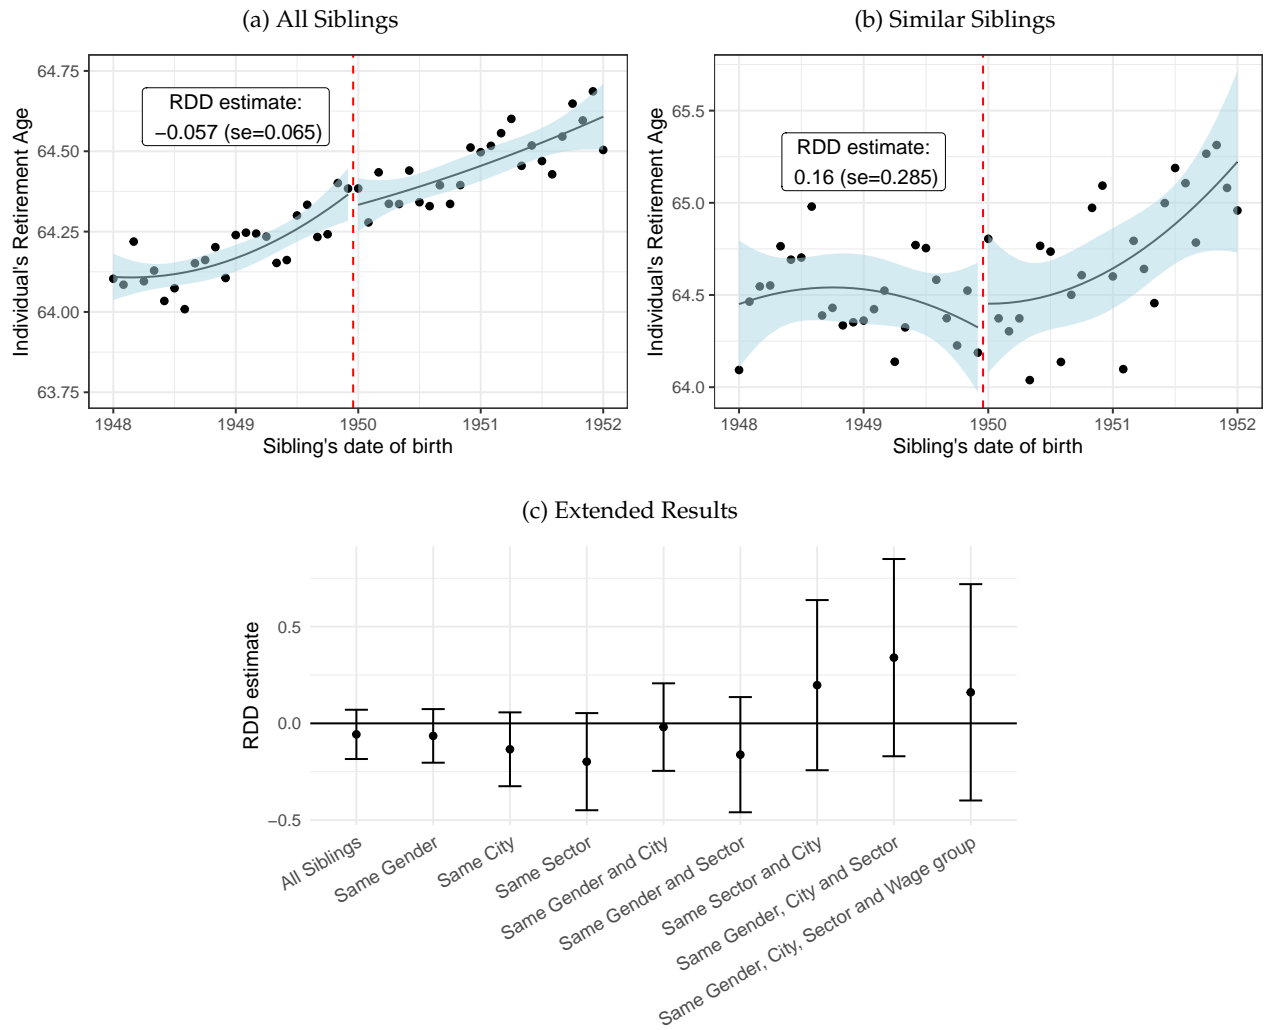 (a) All Siblings
Individual's Retirement Age
64.75
64.50
64.25
64.00
63.75
RDD estimate:
−0.057 (se=0.065)
1948 1949 1950 1951 1952
Sibling's date of birth
(b) Similar Siblings
Individual's Retirement Age
65.5
65.0
64.5
64.0
RDD estimate:
0.16 (se=0.285)
1948 1949 1950 1951 1952
Sibling's date of birth
(c) Extended Results
RDD estimate
0.5
0.0
−0.5
All Siblings
Same Gender
Same City
Same Sector
Same Gender and City
Same Gender and Sector
Same Sector and City
Same Gender, City and Sector
Same Gender, City, Sector and Wage group